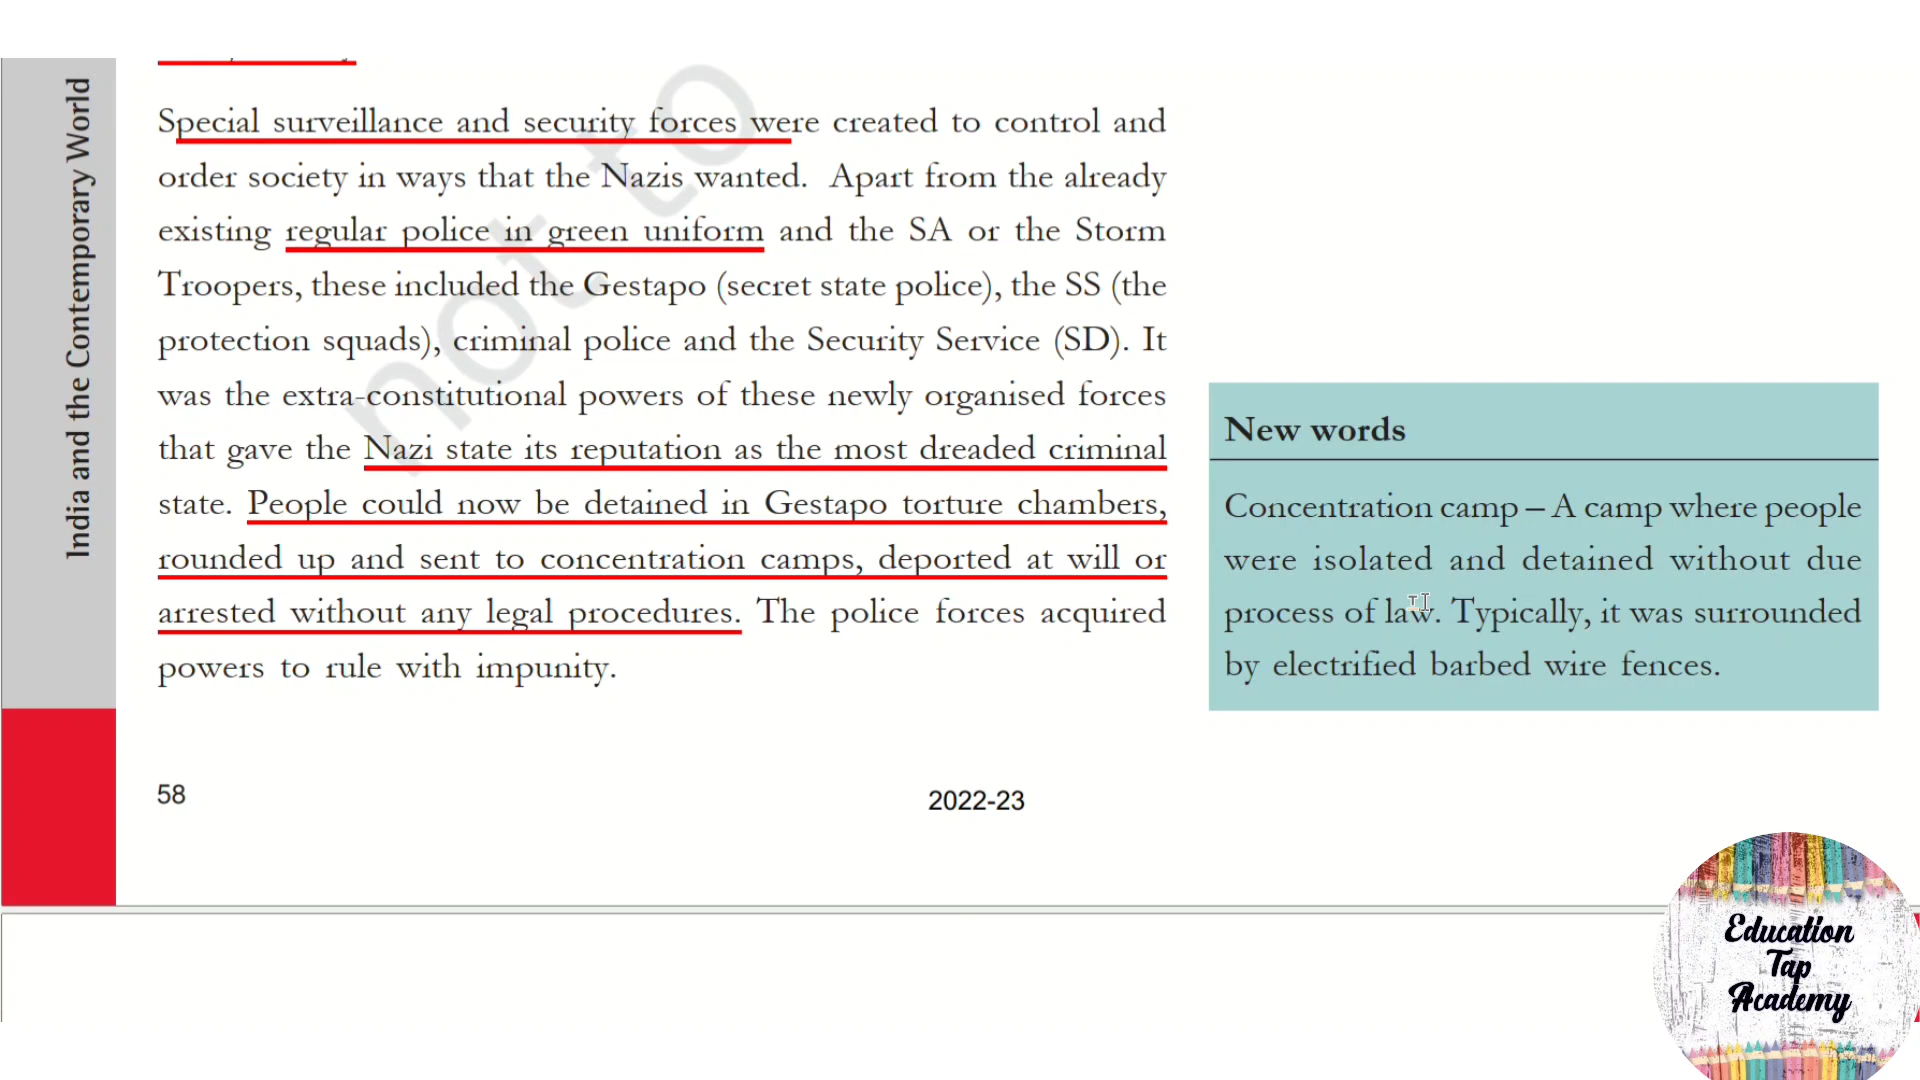 India and the Contemporary World
Special surveillance and security forces were created to control and
order society in ways that the Nazis wanted. Apart from the already
existing regular police in green uniform and the SA or the Storm
Troopers, these included the Gestapo (secret state police), the SS (the
protection squads), criminal police and the Security Service (SD). It
was the extra-constitutional powers of these newly organised forces
that gave the Nazi state its reputation as the most dreaded criminal
state. People could now be detained in Gestapo torture chambers,
rounded up and sent to concentration camps, deported at will or
arrested without any legal procedures. The police forces acquired
powers to rule with impunity.
not to
New words
Concentration camp – A camp where people
were isolated and detained without due
process of law. Typically, it was surrounded
by electrified barbed wire fences.
58
2022-23
Education
Tap
Academy